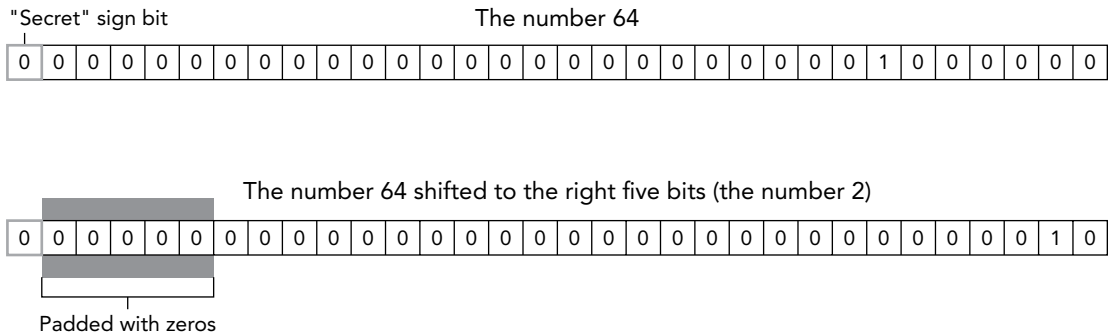 "Secret" sign bit
The number 64
0 0 0 0 0 0 0 0 0 0 0 0 0 0 0 0 0 0 0 0 0 0 0 0 0 1 0 0 0 0 0 0
The number 64 shifted to the right five bits (the number 2)
0 0 0 0 0 0 0 0 0 0 0 0 0 0 0 0 0 0 0 0 0 0 0 0 0 0 0 0 0 0 1 0
Padded with zeros